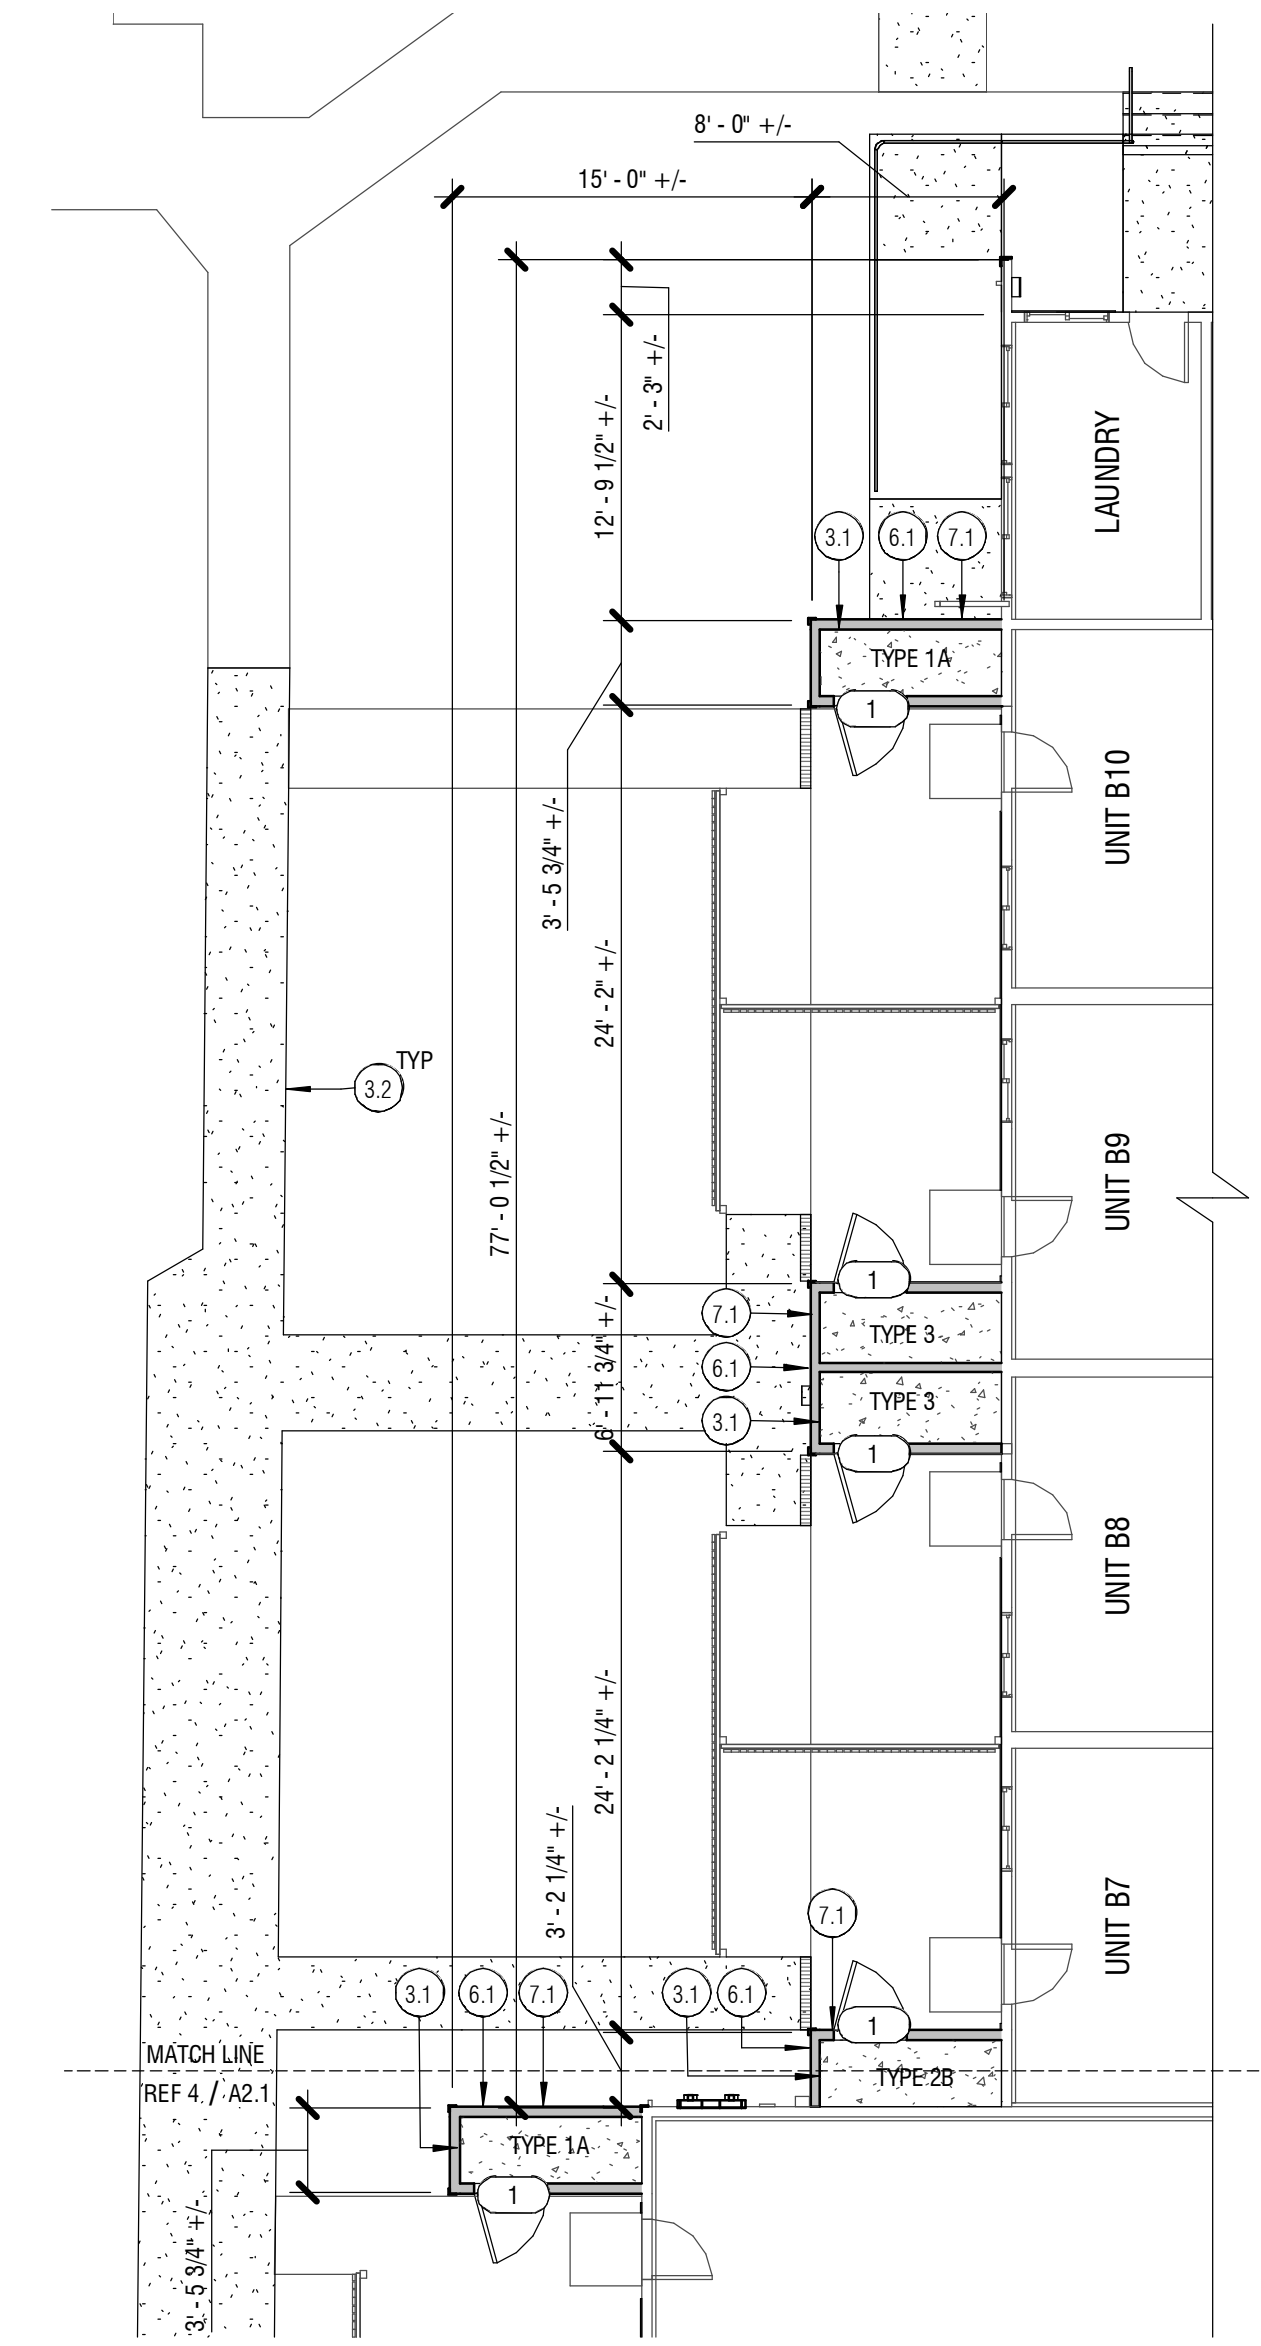 8' - 0" +/-
15' - 0" +/-
2' - 3" +/-
12' - 9 1/2" +/-
LAUNDRY
3.1
6.1
7.1
TYPE 1A
1
UNIT B10
3' - 5 3/4" +/-
24' - 2" +/-
TYP
3.2
77' - 0 1/2" +/-
UNIT B9
1
7.1
TYPE 3
6' - 11 3/4" +/-
6.1
TYPE 3
3.1
1
UNIT B8
24' - 2 1/4" +/-
3' - 2 1/4" +/-
UNIT B7
7.1
3.1
6.1
7.1
3.1
6.1
1
MATCH LINE
REF 4 / A2.1
TYPE 2B
TYPE 1A
1
3' - 5 3/4" +/-